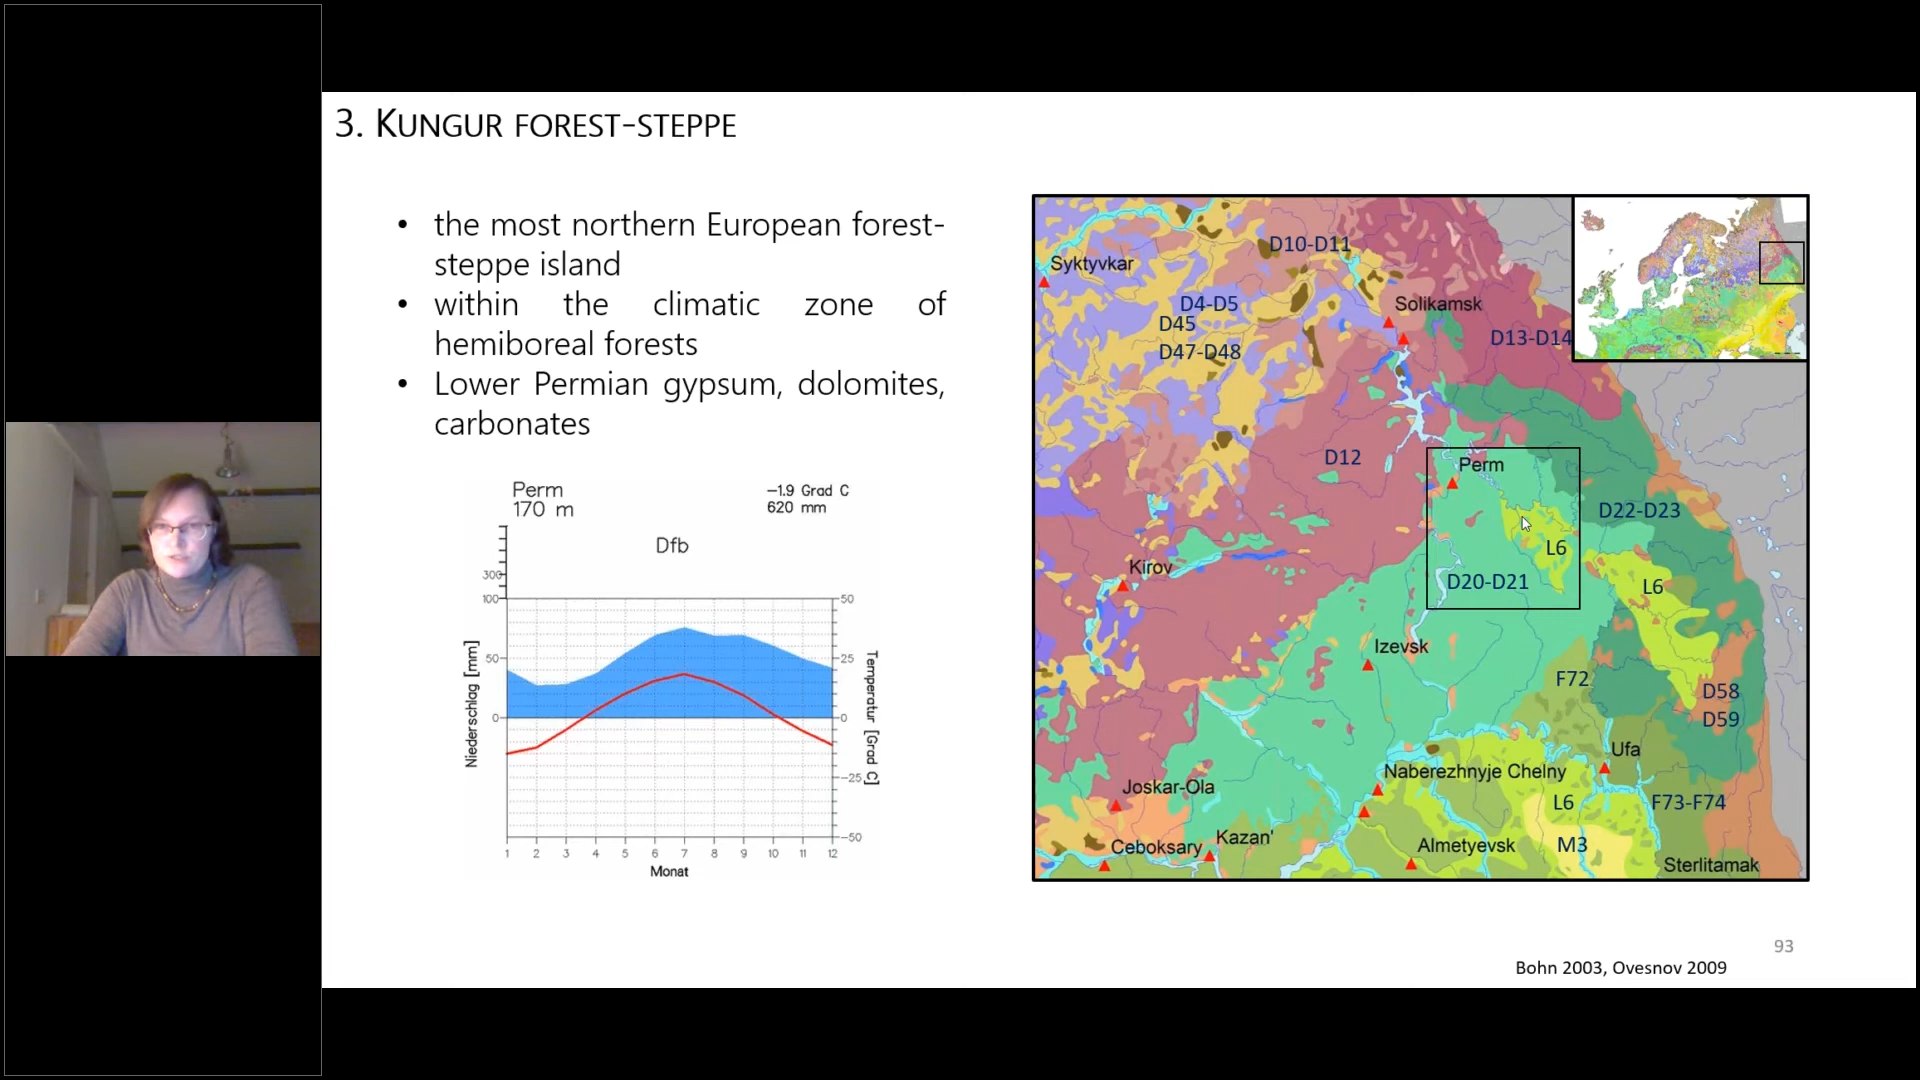 3. KUNGUR FOREST-STEPPE
• the most northern European forest-
steppe island
• within the climatic zone of
hemiboreal forests
• Lower Permian gypsum, dolomites,
carbonates
Perm
170 m
−1.9 Grad C
620 mm
Dfb
300
100
50
0
50
25
0
−25
−50
Niederschlag [mm]
Temperatur [Grad C]
1 2 3 4 5 6 7 8 9 10 11 12
Monat
D10-D11
Syktyvkar
D4-D5
Solikamsk
D45
D13-D14
D47-D48
D12
Perm
D22-D23
L6
Kirov
D20-D21
L6
Izevsk
F72
D58
D59
Ufa
Naberezhnyje Chelny
Joskar-Ola
L6
F73-F74
Kazan'
Ceboksary
Almetyevsk
M3
Sterlitamak
93
Bohn 2003, Ovesnov 2009